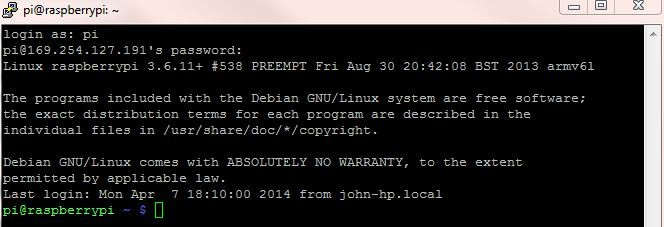 pi@raspberrypi: ~
login as: pi
pi@169.254.127.191's password:
Linux raspberrypi 3.6.11+ #538 PREEMPT Fri Aug 30 20:42:08 BST 2013 armv6l
The programs included with the Debian GNU/Linux system are free software;
the exact distribution terms for each program are described in the
individual files in /usr/share/doc/*/copyright.
Debian GNU/Linux comes with ABSOLUTELY NO WARRANTY, to the extent
permitted by applicable law.
Last login: Mon Apr  7 18:10:00 2014 from john-hp.local
pi@raspberrypi ~ $